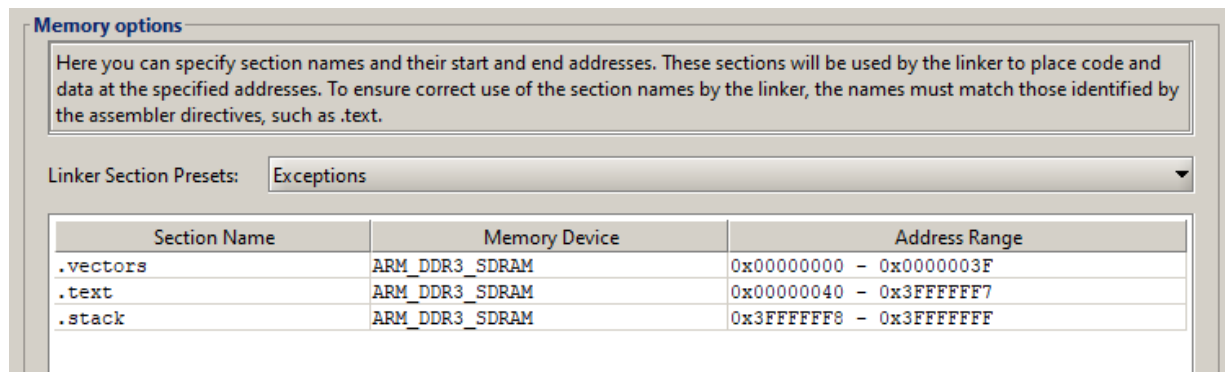 Memory options
Here you can specify section names and their start and end addresses. These sections will be used by the linker to place code and
data at the specified addresses. To ensure correct use of the section names by the linker, the names must match those identified by
the assembler directives, such as .text.
Linker Section Presets: Exceptions
Section Name Memory Device Address Range
.vectors ARM_DDR3_SDRAM 0x00000000 - 0x0000003F
.text ARM_DDR3_SDRAM 0x00000040 - 0x3FFFFFF7
.stack ARM_DDR3_SDRAM 0x3FFFFFF8 - 0x3FFFFFFF